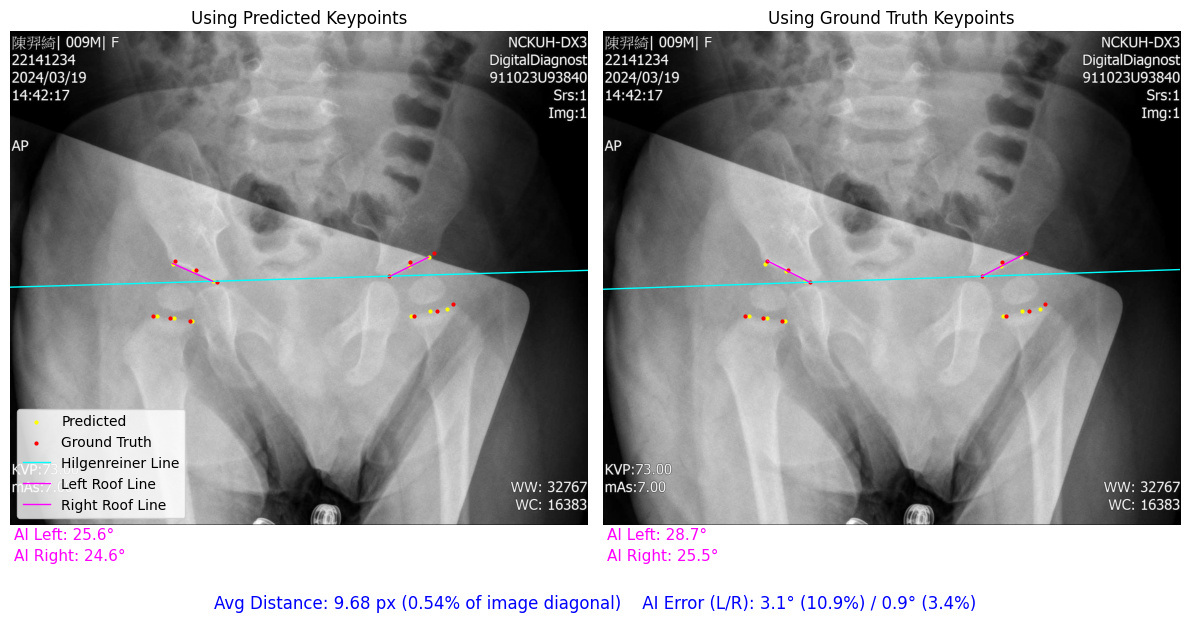 Using Predicted Keypoints
陳羿綺| 009M| F
22141234
2024/03/19
14:42:17
AP
NCKUH-DX3
DigitalDiagnost
911023U93840
Srs:1
Img:1
Predicted
Ground Truth
Hilgenreiner Line
Left Roof Line
Right Roof Line
WW: 32767
WC: 16383
AI Left: 25.6°
AI Right: 24.6°
Using Ground Truth Keypoints
陳羿綺| 009M| F
22141234
2024/03/19
14:42:17
AP
NCKUH-DX3
DigitalDiagnost
911023U93840
Srs:1
Img:1
KVP:73.00
mAs:7.00
WW: 32767
WC: 16383
AI Left: 28.7°
AI Right: 25.5°
Avg Distance: 9.68 px (0.54% of image diagonal) AI Error (L/R): 3.1° (10.9%) / 0.9° (3.4%)